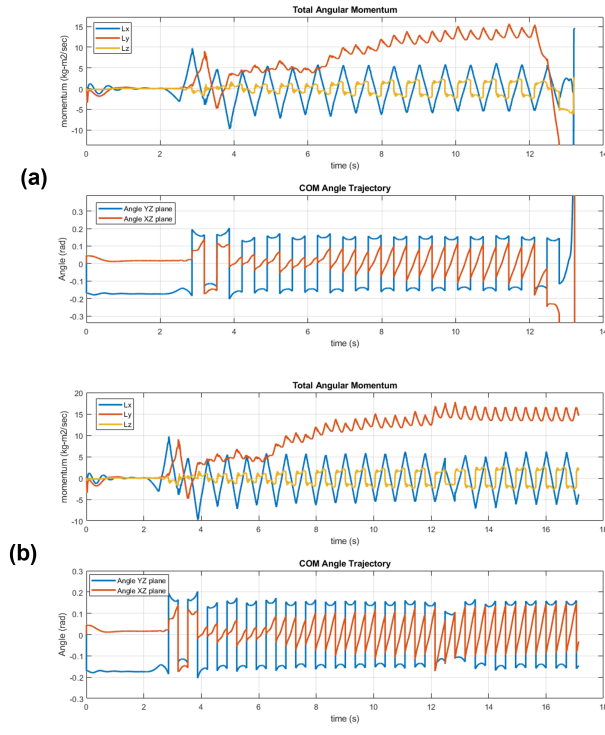 Total Angular Momentum
Lx
Ly
Lz
momentum (kg-m2/sec)
15
10
5
0
-5
-10
0 2 4 6 8 10 12 14
time (s)
(a)
COM Angle Trajectory
Angle YZ plane
Angle XZ plane
Angle (rad)
0.3
0.2
0.1
0
-0.1
-0.2
-0.3
0 2 4 6 8 10 12 14
time (s)
Total Angular Momentum
Lx
Ly
Lz
momentum (kg-m2/sec)
20
15
10
5
0
-5
-10
0 2 4 6 8 10 12 14 16 18
time (s)
(b)
COM Angle Trajectory
Angle YZ plane
Angle XZ plane
Angle (rad)
0.3
0.2
0.1
0
-0.1
-0.2
-0.3
0 2 4 6 8 10 12 14 16 18
time (s)